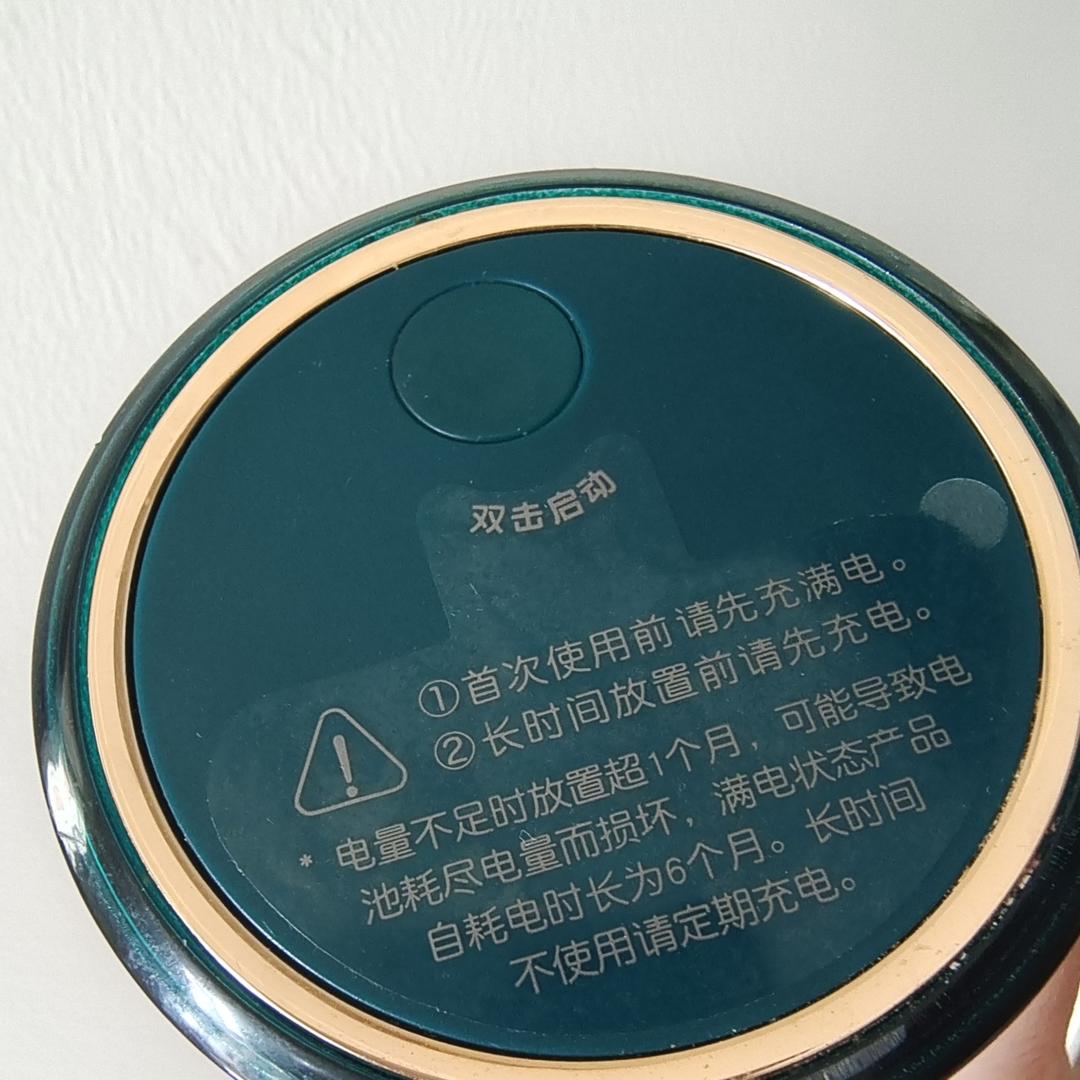 双击启动
①首次使用前请先充满电。
②长时间放置前请先充电。
* 电量不足时放置超1个月，可能导致电
池耗尽电量而损坏，满电状态产品
自耗电时长为6个月。长时间
不使用请定期充电。